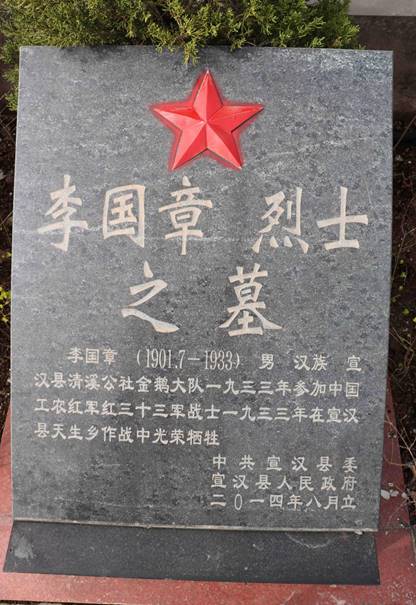 李国章 烈士
之墓
李国章 (1901.7-1933) 男 汉族 宣
汉县清溪公社金鹅大队一九三三年参加中国
工农红军红三十三军战士一九三三年在宣汉
县天生乡作战中光荣牺牲
中共宣汉县委
宣汉县人民政府
二0一四年八月立